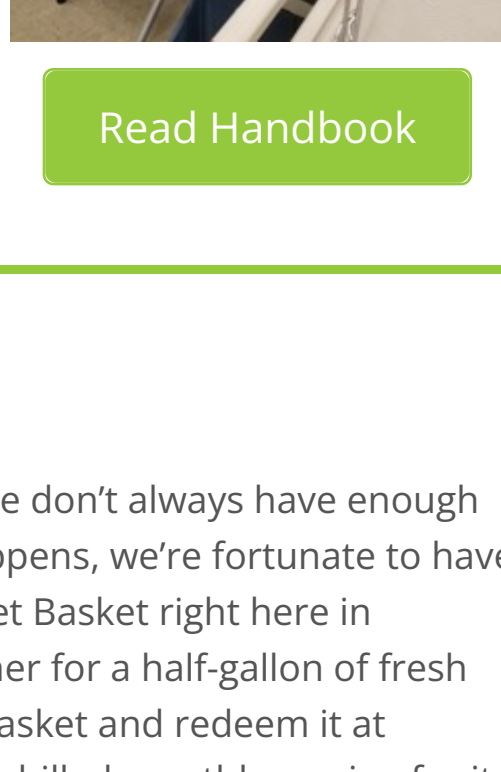 Read Handbook
e don’t always have enough
ppens, we’re fortunate to have
et Basket right here in
er for a half-gallon of fresh
asket and redeem it at